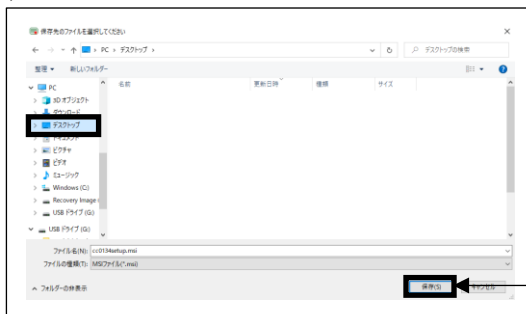 保存先のファイルを選択してください
PC > デスクトップ >
デスクトップの検索
整理 新しいフォルダー
名前 更新日時 種類 サイズ
PC
3D オブジェクト
ダウンロード
デスクトップ
ドキュメント
ピクチャ
ビデオ
ミュージック
Windows (C:)
Recovery Image
USB ドライブ (G:)
USB ドライブ (G:)
ファイル名(N): cc0134setup.msi
ファイルの種類(T): MSIファイル(*.msi)
フォルダーの非表示
保存(S) キャンセル